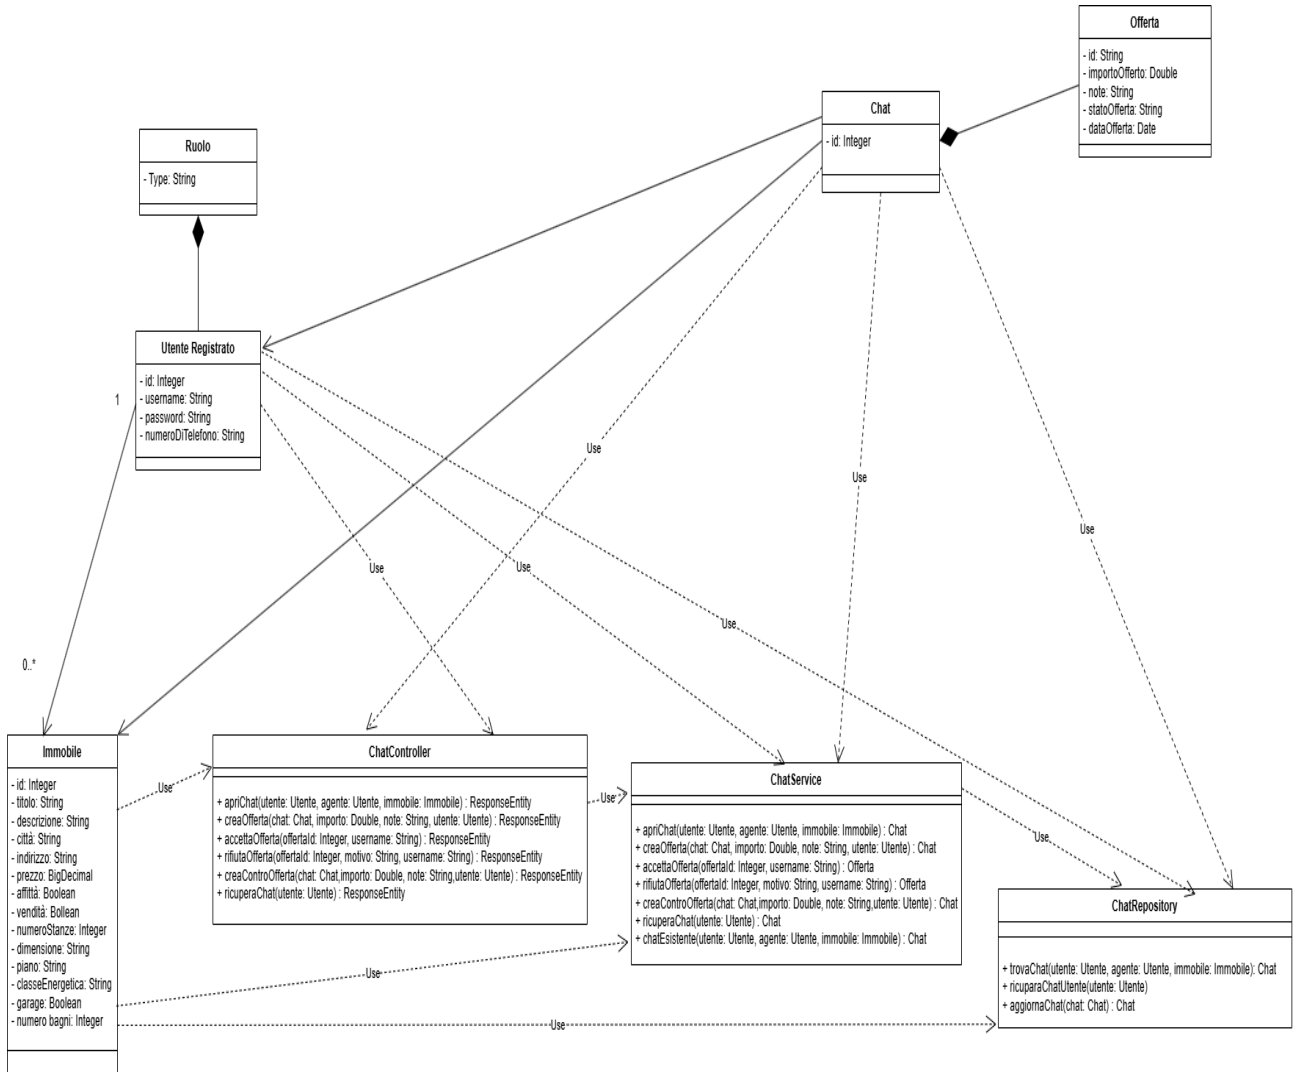 Offerta
- id: String
- importoOfferto: Double
- note: String
- statoOfferta: String
- dataOfferta: Date
Chat
- id: Integer
Ruolo
- Type: String
Utente Registrato
- id: Integer
- username: String
- password: String
- numeroDiTelefono: String
1
0..*
Use
Use
Use
Use
Use
Use
Immobile
- id: Integer
- titolo: String
- descrizione: String
- città: String
- indirizzo: String
- prezzo: BigDecimal
- affittà: Boolean
- vendità: Bollean
- numeroStanze: Integer
- dimensione: String
- piano: String
- classeEnergetica: String
- garage: Boolean
- numero bagni: Integer
Use
ChatController
+ apriChat(utente: Utente, agente: Utente, immobile: Immobile) : ResponseEntity
+ creaOfferta(chat: Chat, importo: Double, note: String, utente: Utente) : ResponseEntity
+ accettaOfferta(offertaId: Integer, username: String) : ResponseEntity
+ rifiutaOfferta(offertaId: Integer, motivo: String, username: String) : ResponseEntity
+ creaControOfferta(chat: Chat,importo: Double, note: String,utente: Utente) : ResponseEntity
+ ricuperaChat(utente: Utente) : ResponseEntity
Use
ChatService
+ apriChat(utente: Utente, agente: Utente, immobile: Immobile) : Chat
+ creaOfferta(chat: Chat, importo: Double, note: String, utente: Utente) : Chat
+ accettaOfferta(offertaId: Integer, username: String) : Offerta
+ rifiutaOfferta(offertaId: Integer, motivo: String, username: String) : Offerta
+ creaControOfferta(chat: Chat,importo: Double, note: String,utente: Utente) : Chat
+ ricuperaChat(utente: Utente) : Chat
+ chatEsistente(utente: Utente, agente: Utente, immobile: Immobile) : Chat
Use
ChatRepository
+ trovaChat(utente: Utente, agente: Utente, immobile: Immobile): Chat
+ ricuparaChatUtente(utente: Utente)
+ aggiornaChat(chat: Chat) : Chat
Use
Use